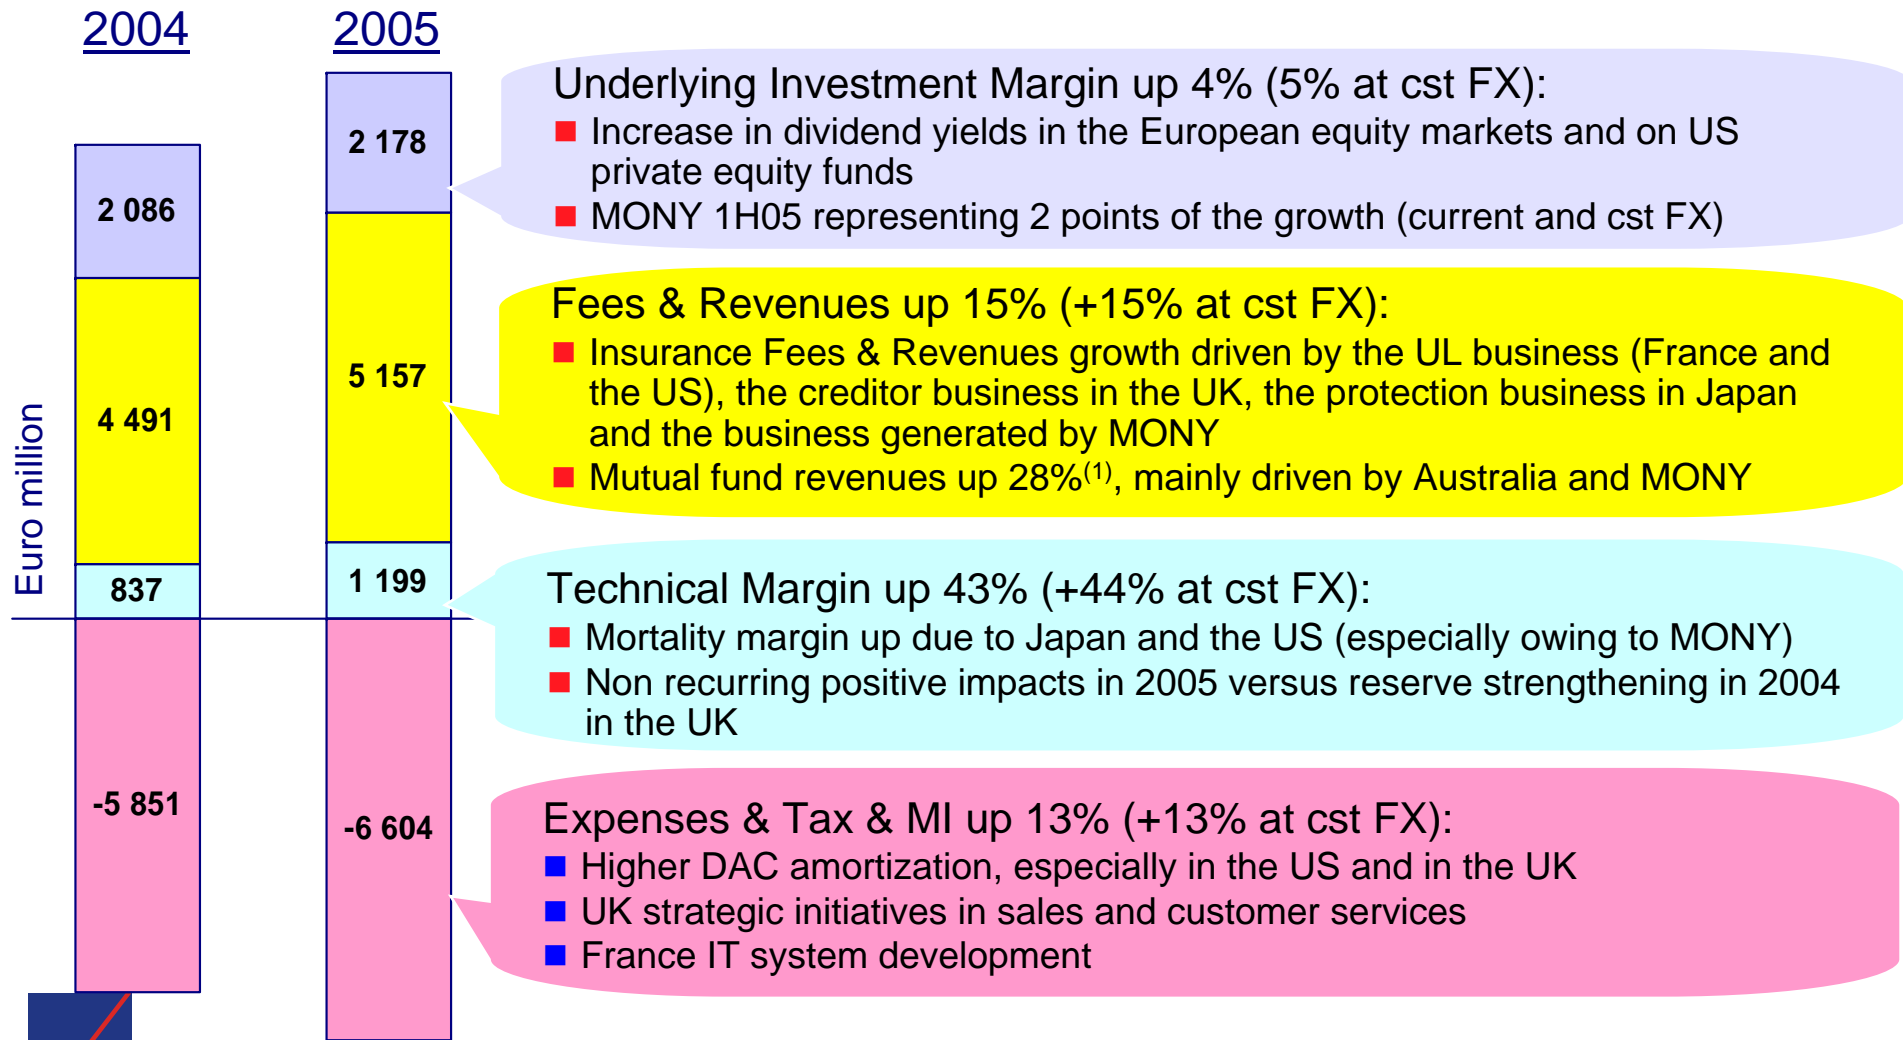 2004
2005
2 086
4 491
837
-5 851
2 178
5 157
1 199
-6 604
Euro million
Underlying Investment Margin up 4% (5% at cst FX):
Increase in dividend yields in the European equity markets and on US
private equity funds
MONY 1H05 representing 2 points of the growth (current and cst FX)
Fees & Revenues up 15% (+15% at cst FX):
Insurance Fees & Revenues growth driven by the UL business (France and
the US), the creditor business in the UK, the protection business in Japan
and the business generated by MONY
Mutual fund revenues up 28%(1), mainly driven by Australia and MONY
Technical Margin up 43% (+44% at cst FX):
Mortality margin up due to Japan and the US (especially owing to MONY)
Non recurring positive impacts in 2005 versus reserve strengthening in 2004
in the UK
Expenses & Tax & MI up 13% (+13% at cst FX):
Higher DAC amortization, especially in the US and in the UK
UK strategic initiatives in sales and customer services
France IT system development